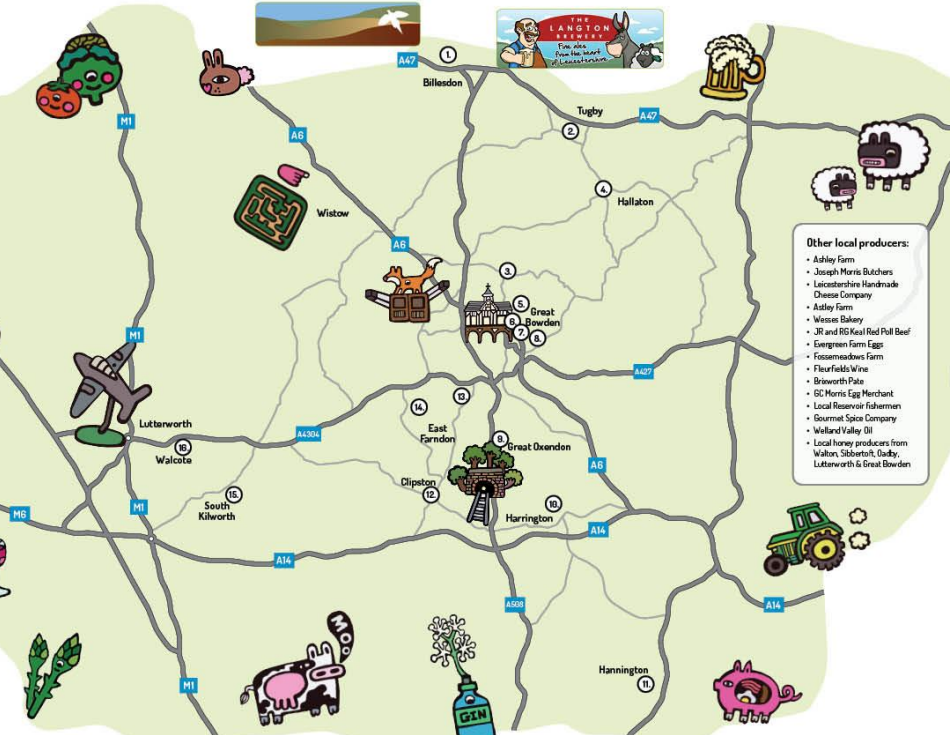 THE
LANGTON
BREWERY
Fine ales
from the heart
of Leicestershire
A47
1.
Billesdon
Tugby
A47
2.
M1
A6
4.
Hallaton
Wistow
A6
3.
5.
Great
Bowden
6.
7.
8.
M1
A427
13.
14.
East
Farndon
Lutterworth
A4304
16.
Walcote
9.
Great Oxendon
A6
Clipston
12.
15.
South
Kilworth
M1
M6
10.
Harrington
A14
A14
A508
A14
MOO
Hannington
11.
M1
GIN
Other local producers:
• Ashley Farm
• Joseph Morris Butchers
• Leicestershire Handmade
Cheese Company
• Astley Farm
• Wesses Bakery
• JR and RG Keal Red Poll Beef
• Evergreen Farm Eggs
• Fossemeadows Farm
• Fleurfields Wine
• Brixworth Pate
• GC Morris Egg Merchant
• Local Reservoir fishermen
• Gourmet Spice Company
• Welland Valley Oil
• Local honey producers from
Walton, Sibbertoft, Oadby,
Lutterworth & Great Bowden